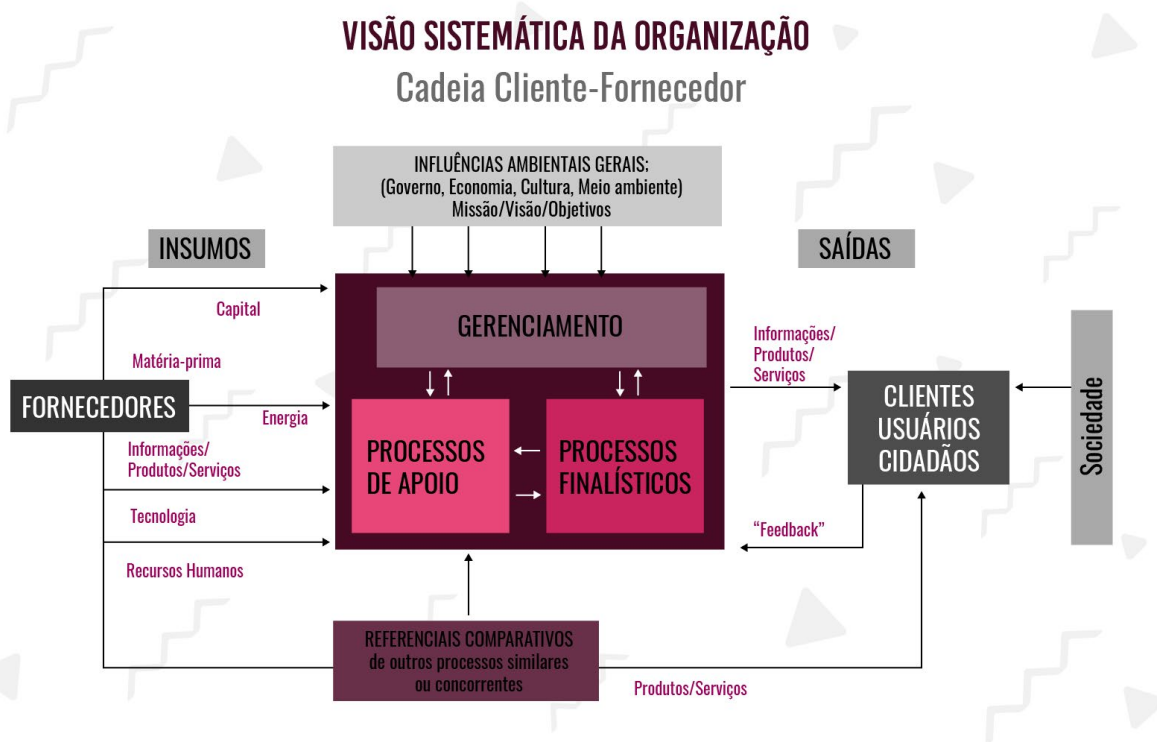 VISÃO SISTEMÁTICA DA ORGANIZAÇÃO
Cadeia Cliente-Fornecedor
INFLUÊNCIAS AMBIENTAIS GERAIS;
(Governo, Economia, Cultura, Meio ambiente)
Missão/Visão/Objetivos
INSUMOS
SAÍDAS
Capital
Matéria-prima
FORNECEDORES
Energia
Informações/
Produtos/Serviços
Tecnologia
Recursos Humanos
GERENCIAMENTO
PROCESSOS
DE APOIO
PROCESSOS
FINALÍSTICOS
Informações/
Produtos/
Serviços
CLIENTES
USUÁRIOS
CIDADÃOS
Sociedade
“Feedback”
REFERENCIAIS COMPARATIVOS
de outros processos similares
ou concorrentes
Produtos/Serviços